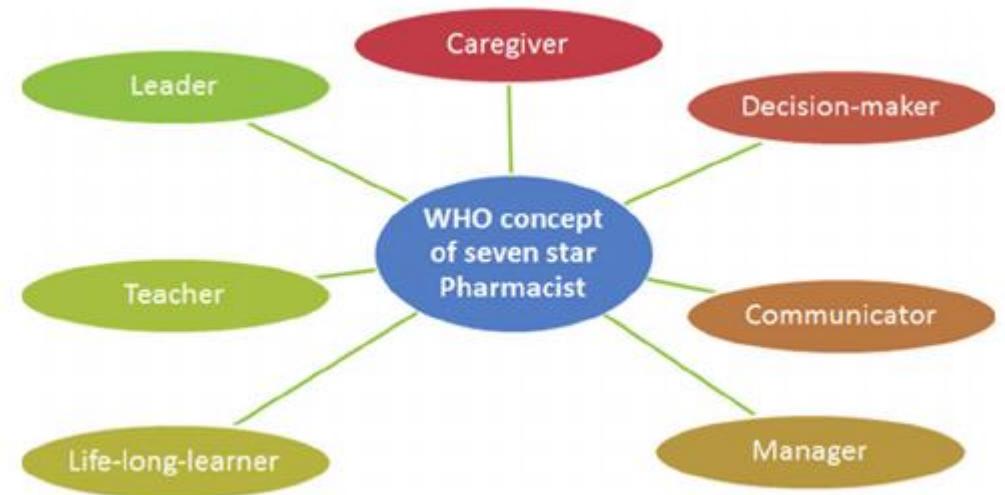 Caregiver
Leader
Decision-maker
WHO concept
of seven star
Pharmacist
Teacher
Communicator
Life-long-learner
Manager